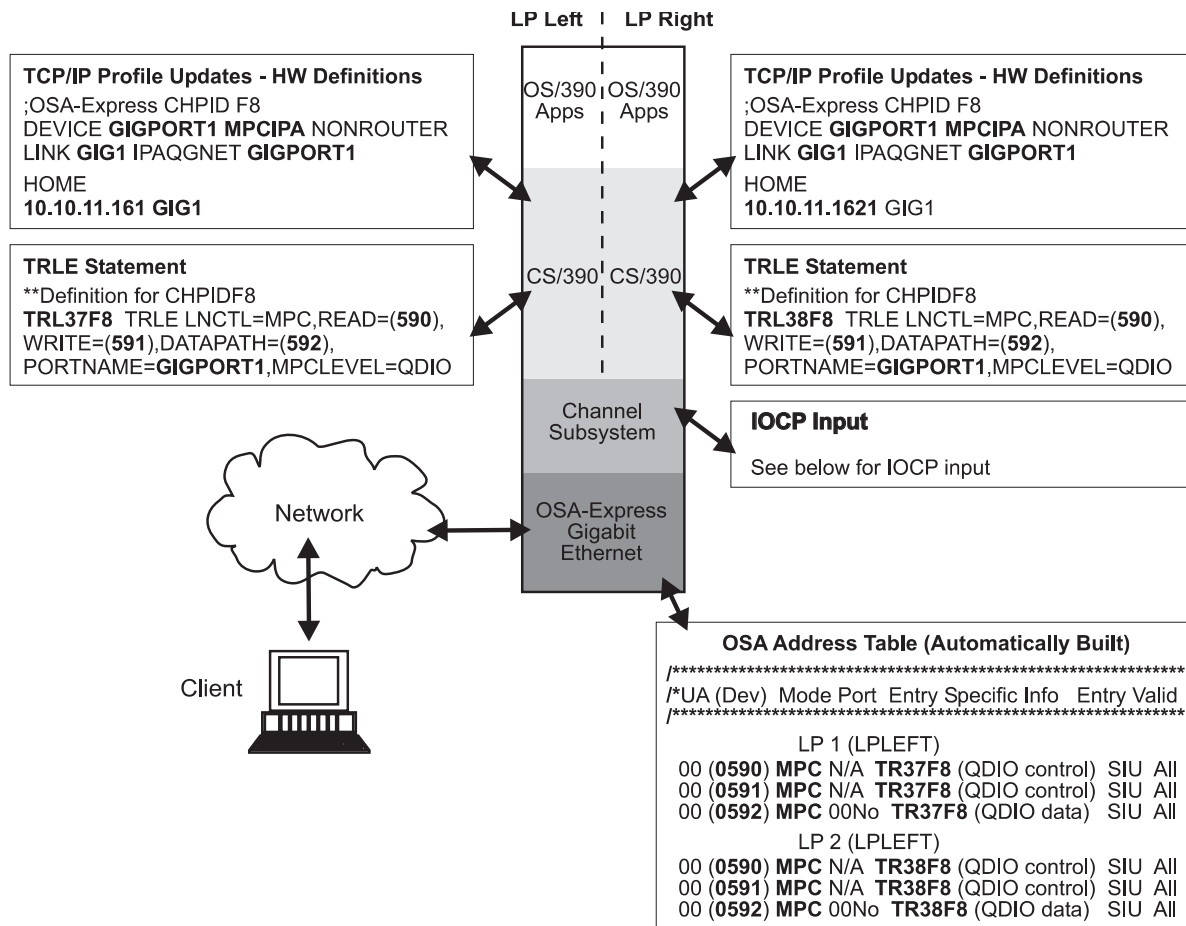 LP Left
LP Right
TCP/IP Profile Updates - HW Definitions
;OSA-Express CHPID F8
DEVICE GIGPORT1 MPCIPA NONROUTER
LINK GIG1 IPAQGNET GIGPORT1
HOME
10.10.11.161 GIG1
TRLE Statement
**Definition for CHPIDF8
TRL37F8 TRLE LNCTL=MPC,READ=(590),
WRITE=(591),DATAPATH=(592),
PORTNAME=GIGPORT1,MPCLEVEL=QDIO
OS/390
Apps
OS/390
Apps
CS/390
CS/390
Channel
Subsystem
OSA-Express
Gigabit
Ethernet
TCP/IP Profile Updates - HW Definitions
;OSA-Express CHPID F8
DEVICE GIGPORT1 MPCIPA NONROUTER
LINK GIG1 IPAQGNET GIGPORT1
HOME
10.10.11.1621 GIG1
TRLE Statement
**Definition for CHPIDF8
TRL38F8 TRLE LNCTL=MPC,READ=(590),
WRITE=(591),DATAPATH=(592),
PORTNAME=GIGPORT1,MPCLEVEL=QDIO
IOCP Input
See below for IOCP input
Network
Client
OSA Address Table (Automatically Built)
/***************************************************************
/*UA (Dev) Mode Port Entry Specific Info Entry Valid
/***************************************************************
LP 1 (LPLEFT)
00 (0590) MPC N/A TR37F8 (QDIO control) SIU All
00 (0591) MPC N/A TR37F8 (QDIO control) SIU All
00 (0592) MPC 00No TR37F8 (QDIO data) SIU All
LP 2 (LPLEFT)
00 (0590) MPC N/A TR38F8 (QDIO control) SIU All
00 (0591) MPC N/A TR38F8 (QDIO control) SIU All
00 (0592) MPC 00No TR38F8 (QDIO data) SIU All